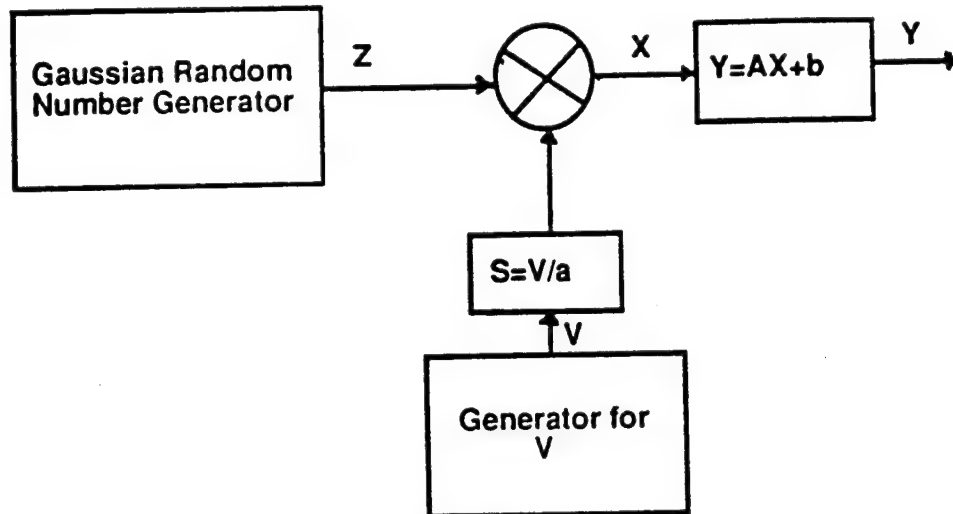 Gaussian Random
Number Generator
Z
X
Y=AX+b
Y
S=V/a
V
Generator for
V